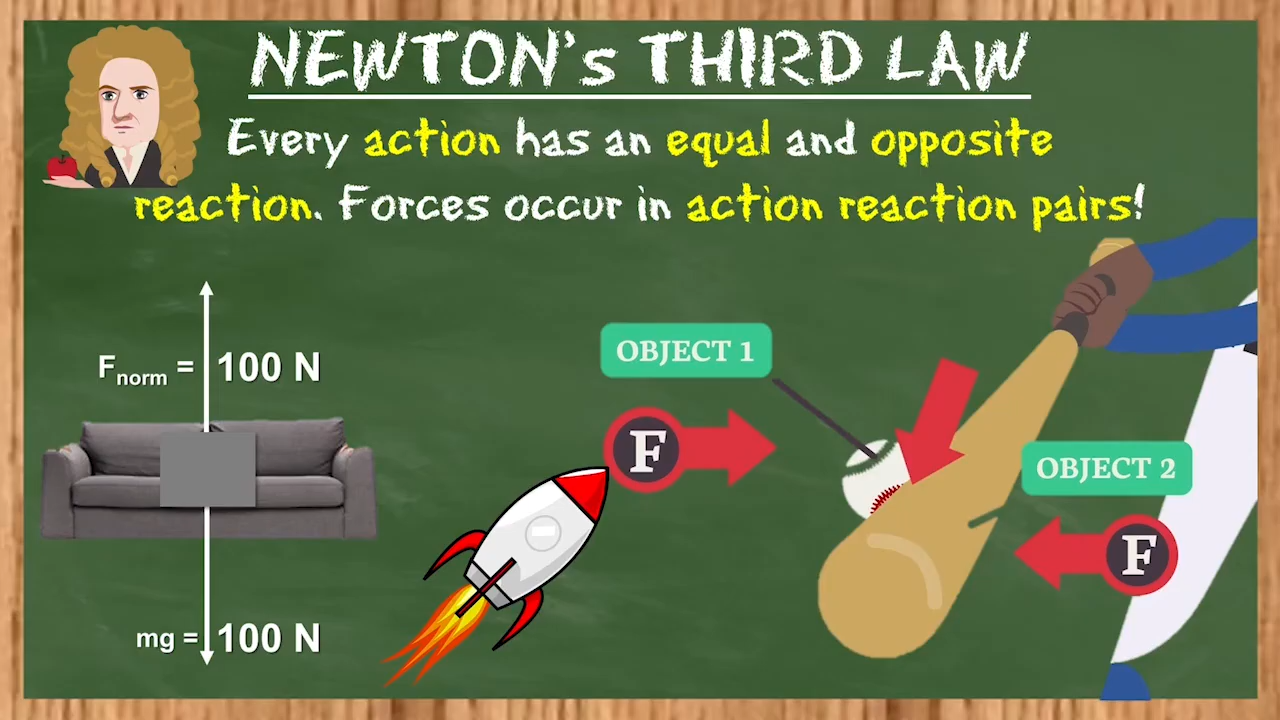 NEWTON's THIRD LAW
Every action has an equal and opposite
reaction. Forces occur in action reaction pairs!
Fnorm = 100 N
mg = 100 N
OBJECT 1
F
OBJECT 2
F